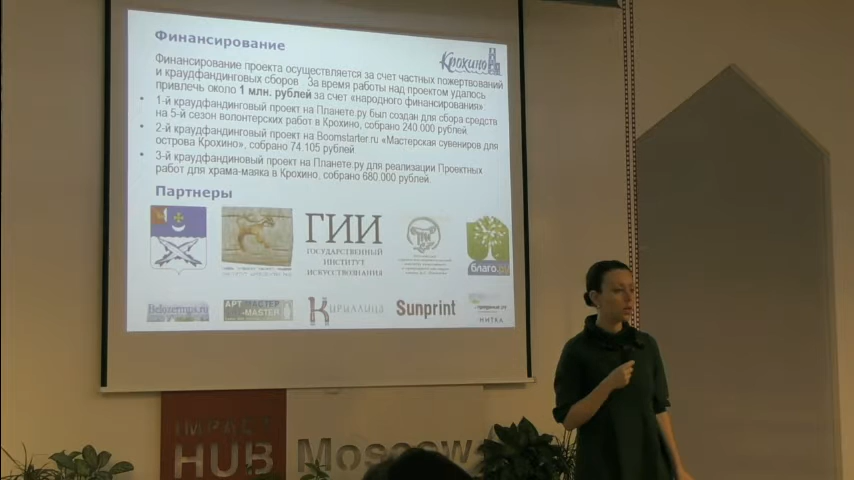 Финансирование
Крохино
Финансирование проекта осуществляется за счет частных пожертвований
и краудфандинговых сборов . За время работы над проектом удалось
привлечь около 1 млн. рублей за счет «народного финансирования»
• 1-й краудфандинговый проект на Планете.ру был создан для сбора средств
на 5-й сезон волонтерских работ в Крохино, собрано 240.000 рублей.
• 2-й краудфандинговый проект на Boomstarter.ru «Мастерская сувениров для
острова Крохино», собрано 74.105 рублей.
• 3-й краудфандиновый проект на Планете.ру для реализации Проектных
работ для храма-маяка в Крохино, собрано 680.000 рублей.
Партнеры
ГИИ
ГОСУДАРСТВЕННЫЙ
ИНСТИТУТ
ИСКУССТВОЗНАНИЯ
благо.ру
Belozermus.ru
АРТ МАСТЕР
-MASTER
Кириллица
Sunprint
НИТКА
IMPACT
HUB Moscow